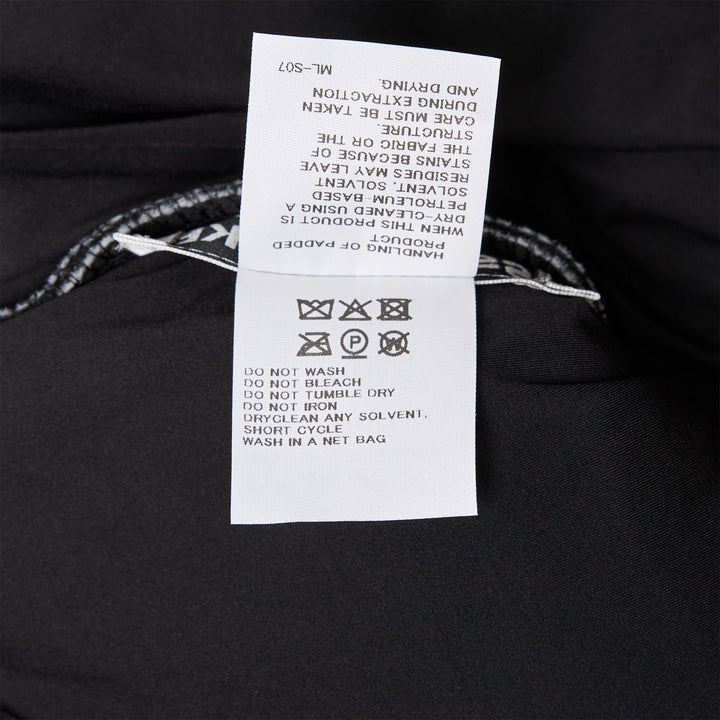 HANDLING OF PADDED
PRODUCT
WHEN THIS PRODUCT IS
DRY-CLEANED USING A
PETROLEUM-BASED
SOLVENT, SOLVENT
RESIDUES MAY LEAVE
STAINS BECAUSE OF
THE FABRIC OR THE
STRUCTURE.
CARE MUST BE TAKEN
DURING EXTRACTION
AND DRYING.
ML-S07
P W
DO NOT WASH
DO NOT BLEACH
DO NOT TUMBLE DRY
DO NOT IRON
DRYCLEAN ANY SOLVENT,
SHORT CYCLE
WASH IN A NET BAG